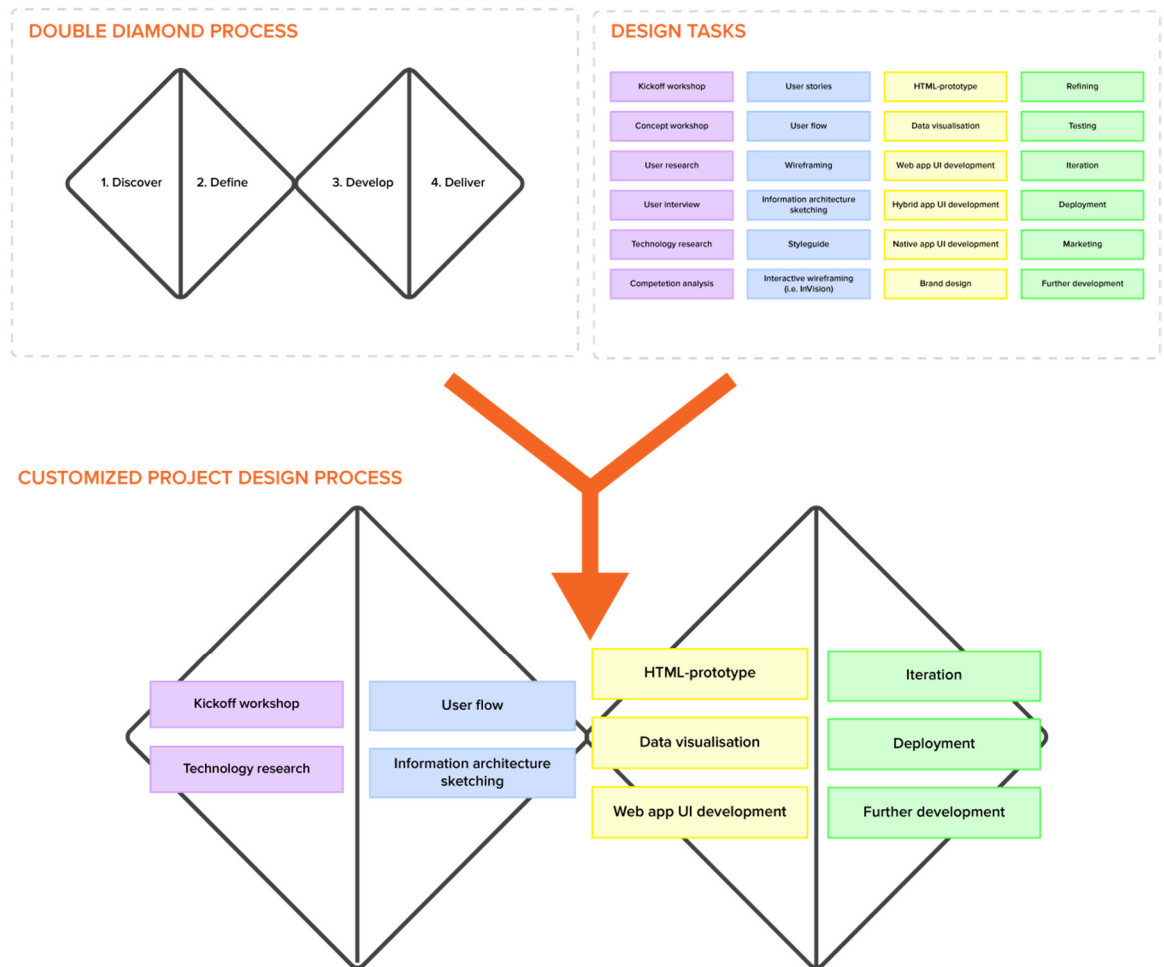 DOUBLE DIAMOND PROCESS
1. Discover
2. Define
3. Develop
4. Deliver
DESIGN TASKS
Kickoff workshop
User stories
HTML-prototype
Refining
Concept workshop
User flow
Data visualisation
Testing
User research
Wireframing
Web app UI development
Iteration
User interview
Information architecture
sketching
Hybrid app UI development
Deployment
Technology research
Styleguide
Native app UI development
Marketing
Competetion analysis
Interactive wireframing
(i.e. InVision)
Brand design
Further development
CUSTOMIZED PROJECT DESIGN PROCESS
Kickoff workshop
Technology research
User flow
Information architecture
sketching
HTML-prototype
Data visualisation
Web app UI development
Iteration
Deployment
Further development